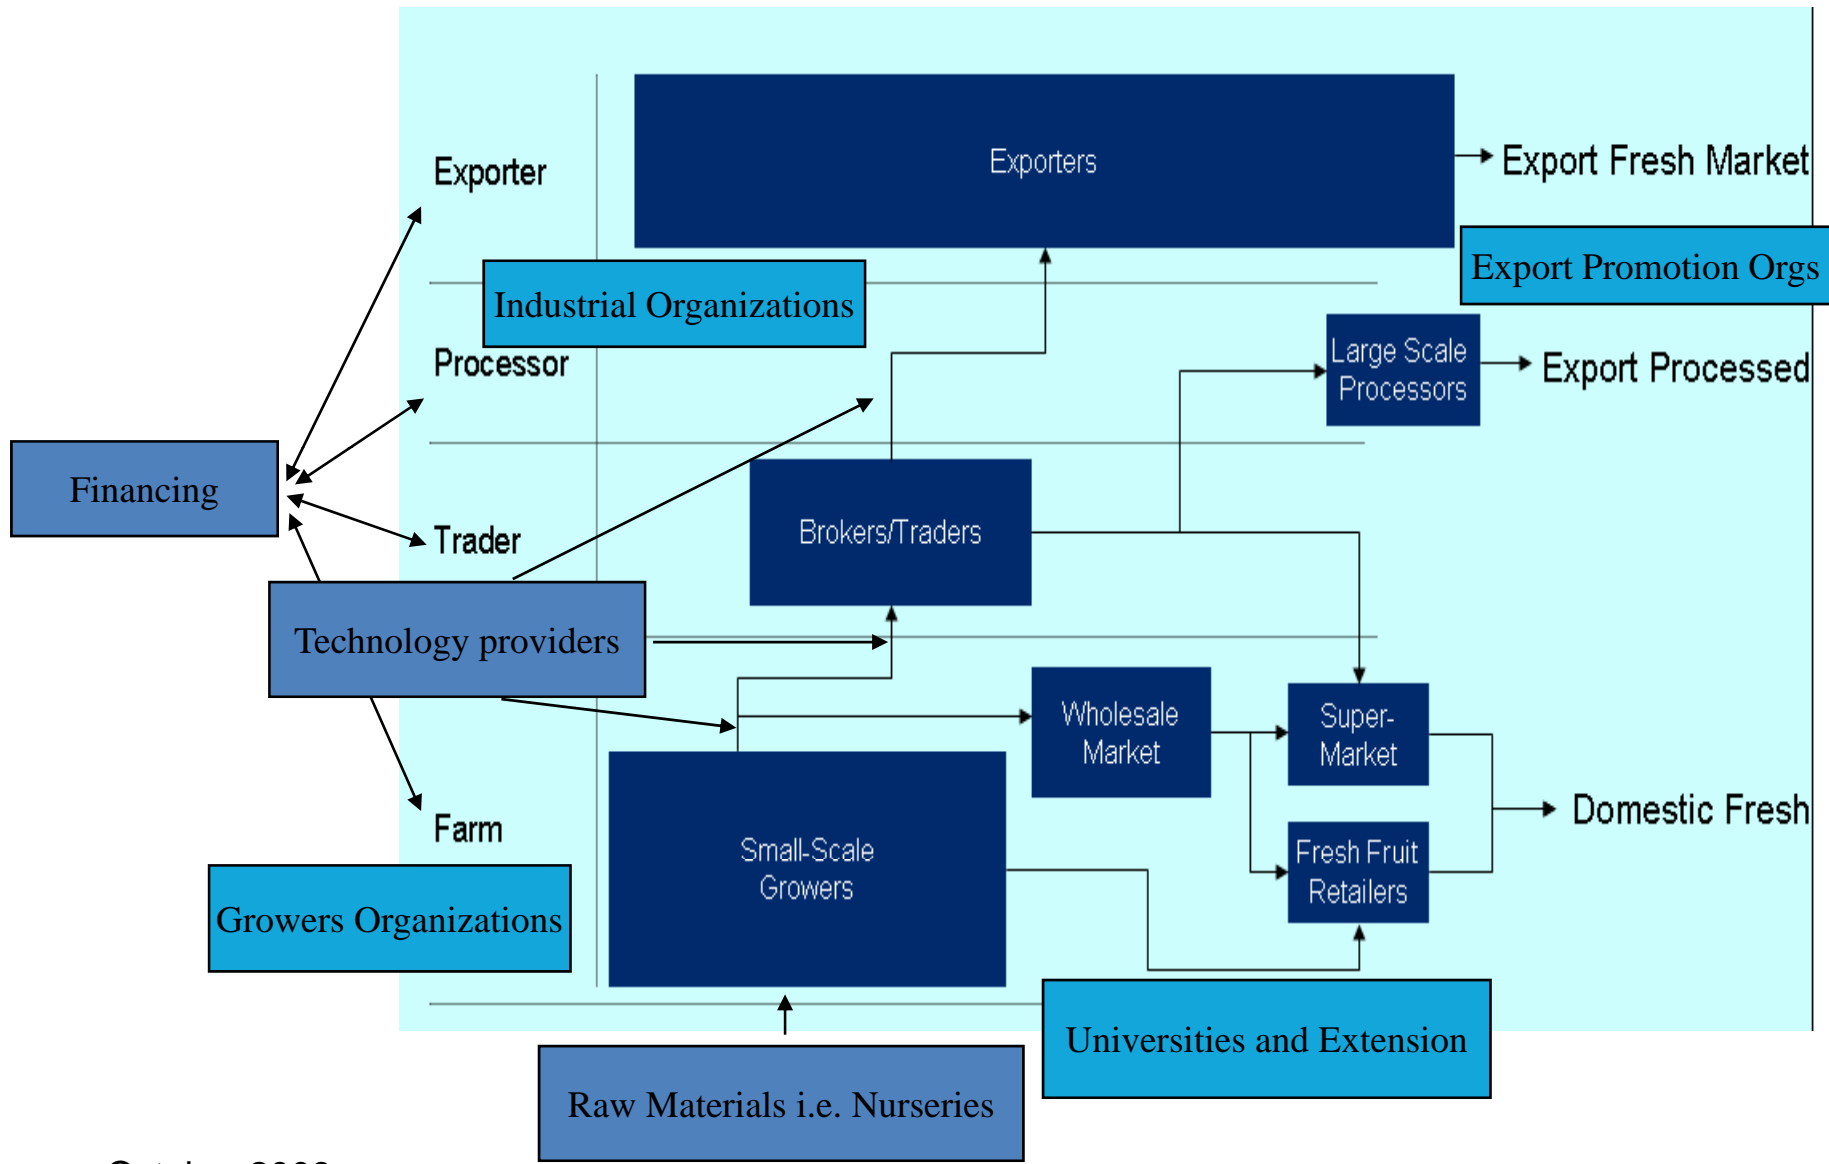 Exporters
Exporter
Export Fresh Market
Export Promotion Orgs
Industrial Organizations
Processor
Large Scale
Processors
Export Processed
Financing
Trader
Brokers/Traders
Technology providers
Wholesale
Market
Super-
Market
Domestic Fresh
Farm
Small-Scale
Growers
Fresh Fruit
Retailers
Growers Organizations
Universities and Extension
Raw Materials i.e. Nurseries